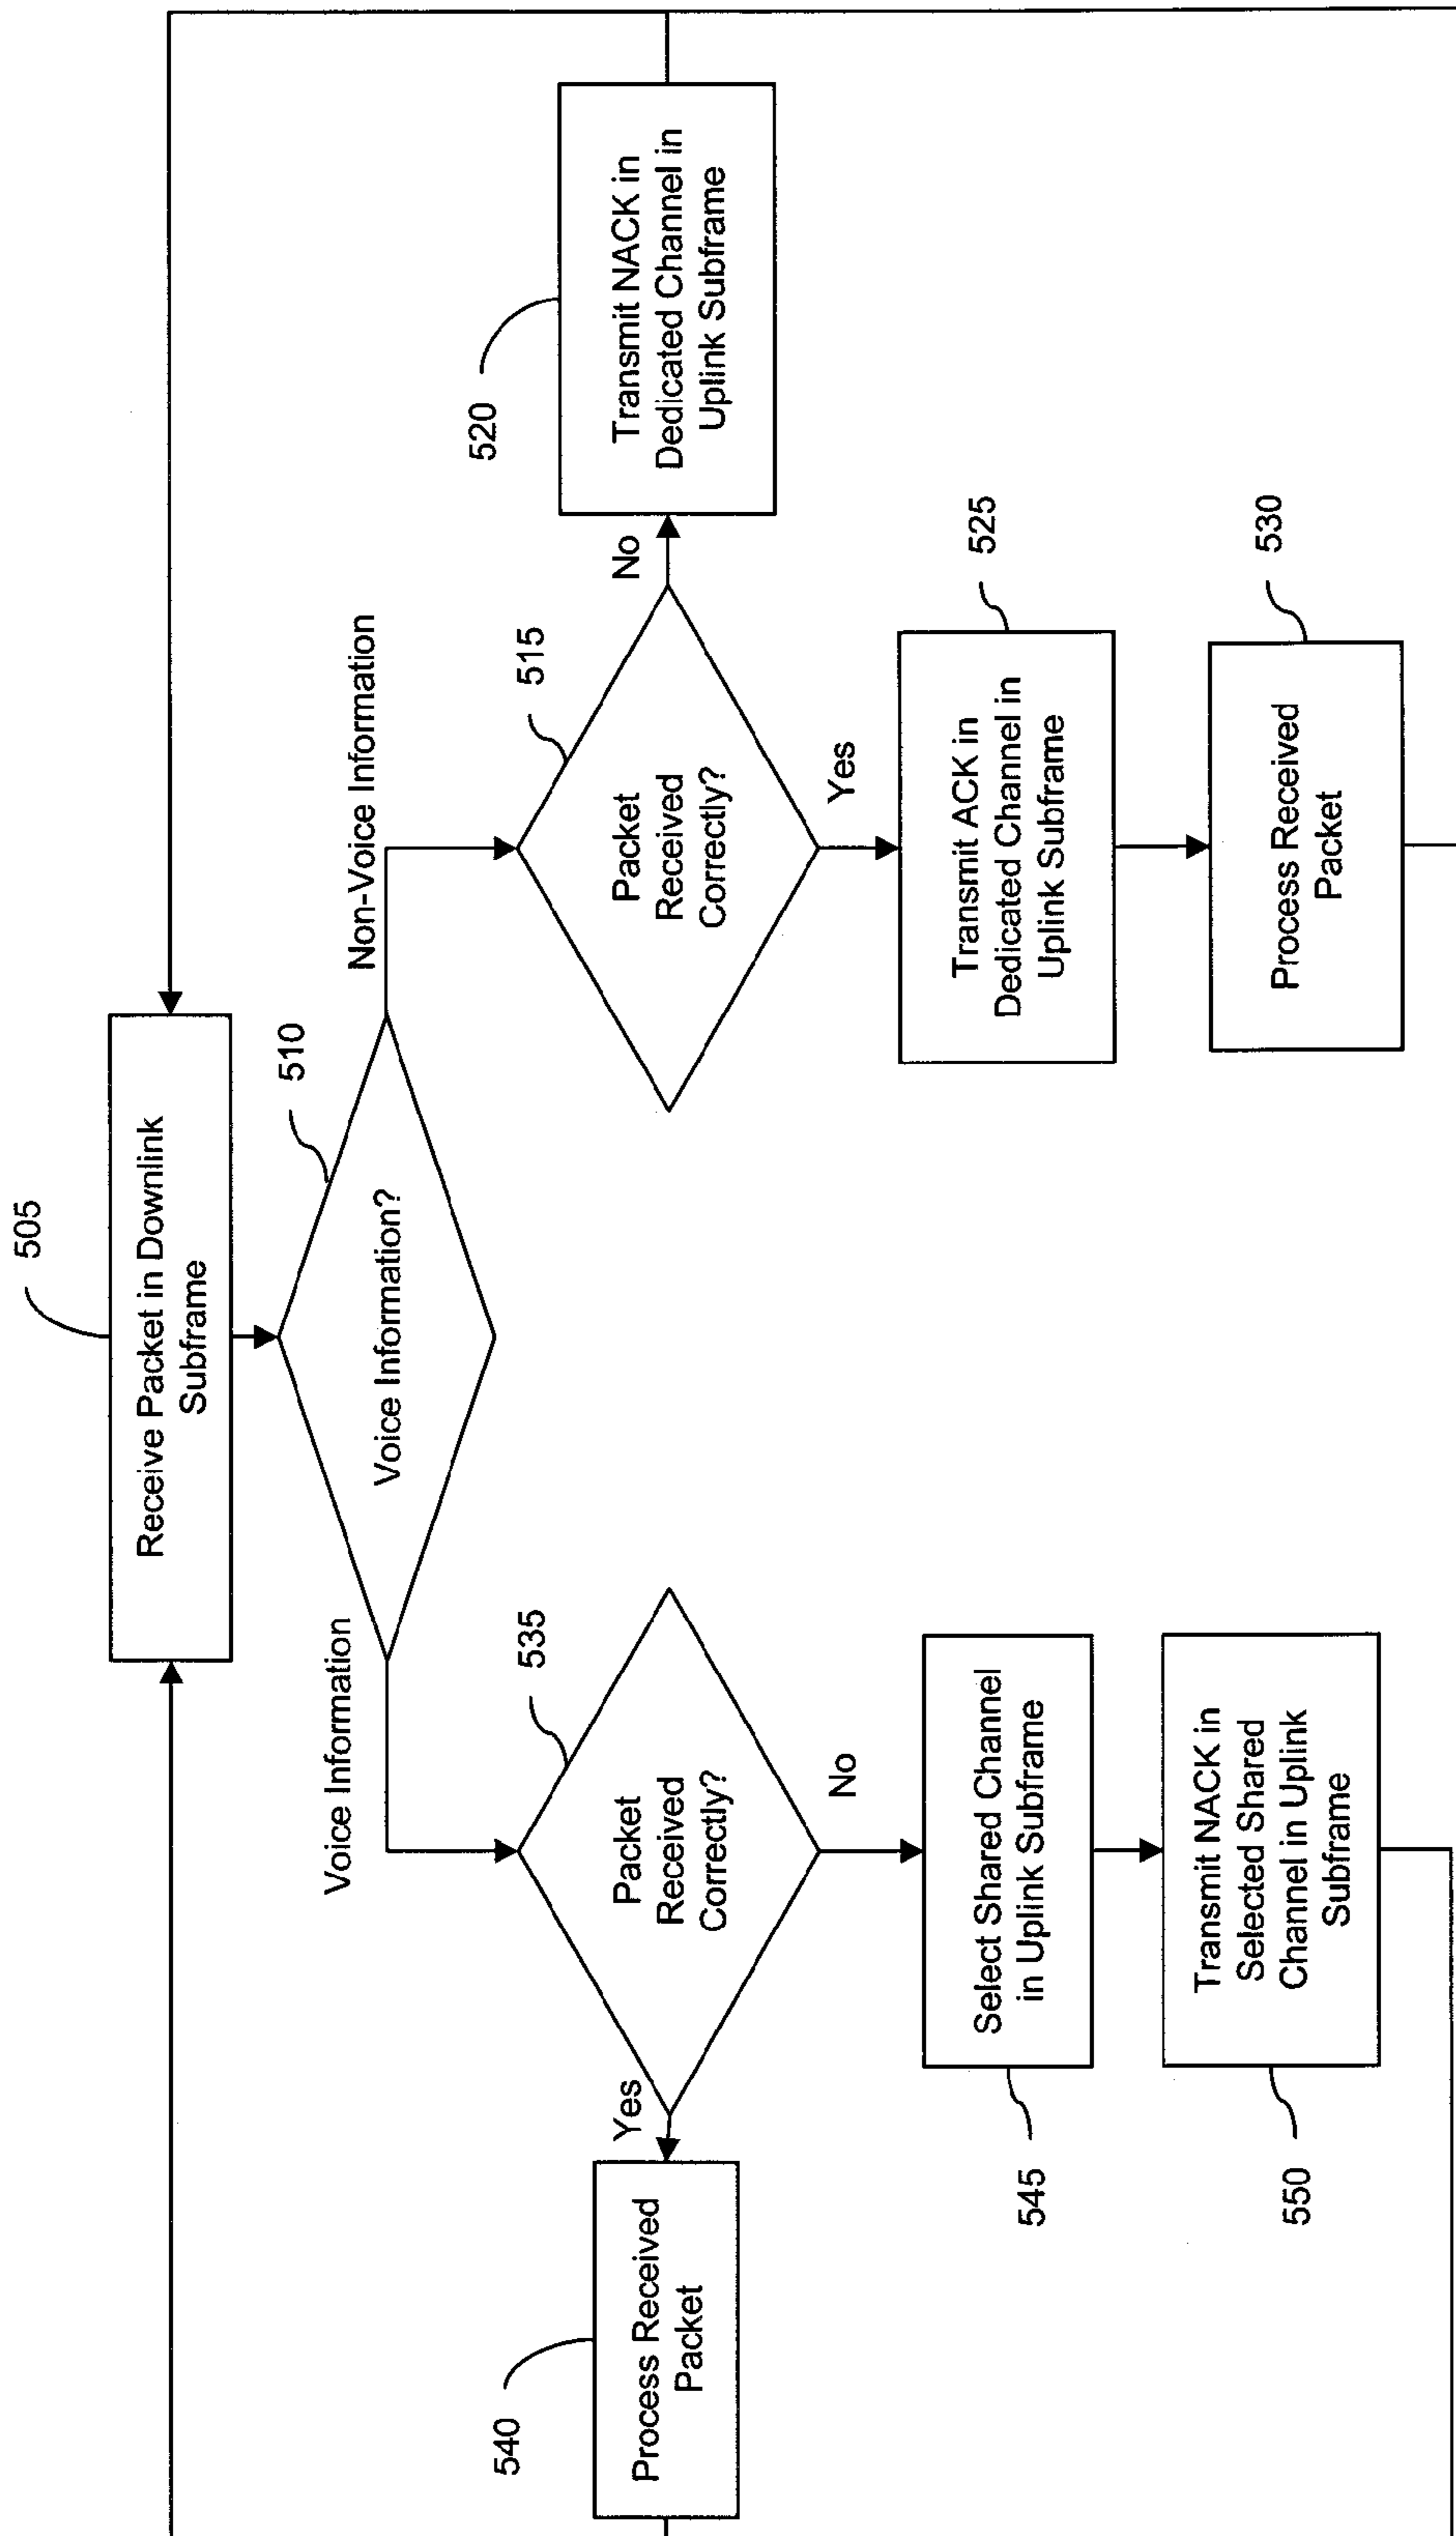 505
Receive Packet in Downlink
Subframe
510
Voice Information?
Voice Information
Non-Voice Information
535
Packet
Received
Correctly?
Yes
No
540
Process Received
Packet
545
Select Shared Channel
in Uplink Subframe
550
Transmit NACK in
Selected Shared
Channel in Uplink
Subframe
515
Packet
Received
Correctly?
No
Yes
520
Transmit NACK in
Dedicated Channel in
Uplink Subframe
525
Transmit ACK in
Dedicated Channel in
Uplink Subframe
530
Process Received
Packet